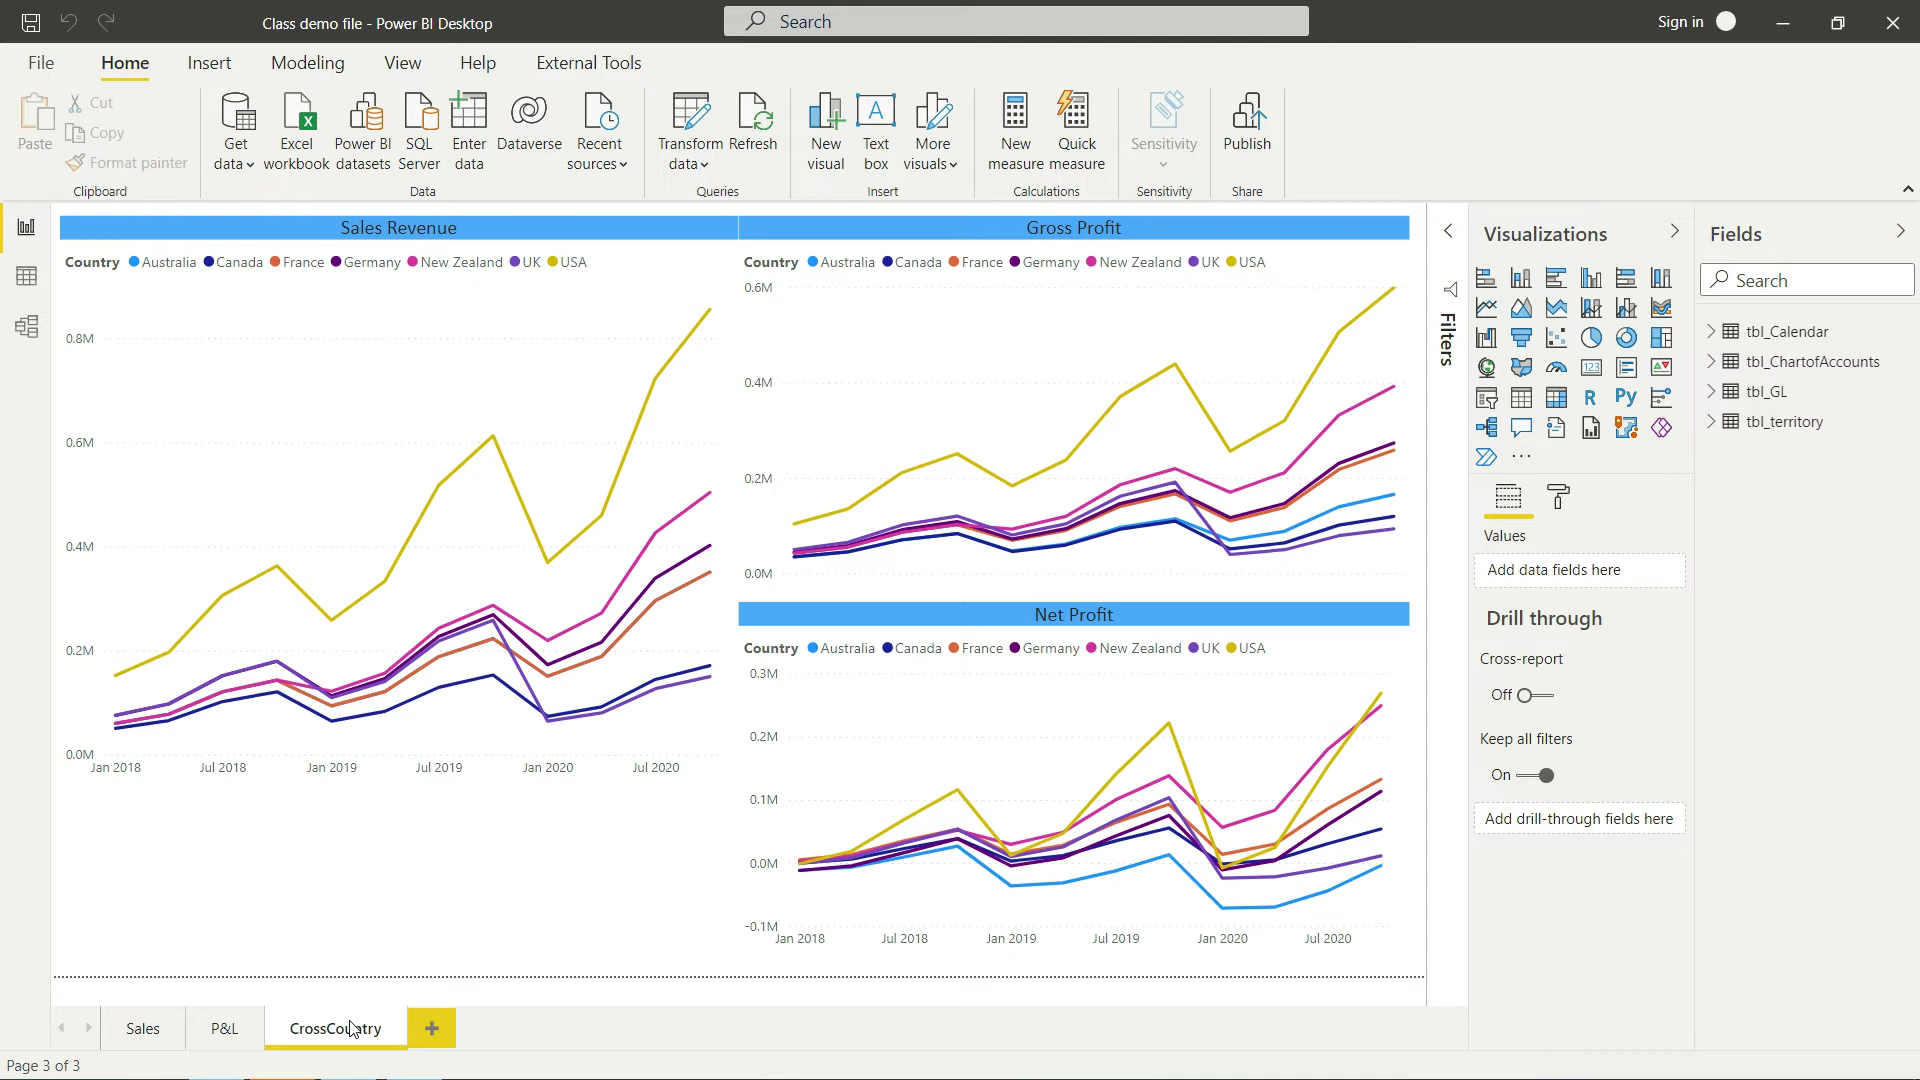 Class demo file - Power BI Desktop
Search
Sign in
File Home Insert Modeling View Help External Tools
Paste
Cut
Copy
Format painter
Clipboard
Get data
Excel workbook
Power BI datasets
SQL Server
Enter data
Dataverse
Recent sources
Data
Transform data
Refresh
Queries
New visual
Text box
More visuals
Insert
New measure
Quick measure
Calculations
Sensitivity
Sensitivity
Publish
Share
Sales Revenue
Country Australia Canada France Germany New Zealand UK USA
0.8M
0.6M
0.4M
0.2M
0.0M
Jan 2018 Jul 2018 Jan 2019 Jul 2019 Jan 2020 Jul 2020
Gross Profit
Country Australia Canada France Germany New Zealand UK USA
0.6M
0.4M
0.2M
0.0M
Net Profit
Country Australia Canada France Germany New Zealand UK USA
0.3M
0.2M
0.1M
0.0M
-0.1M
Jan 2018 Jul 2018 Jan 2019 Jul 2019 Jan 2020 Jul 2020
Filters
Visualizations
123
R
Py
...
Values
Add data fields here
Drill through
Cross-report
Off
Keep all filters
On
Add drill-through fields here
Fields
Search
tbl_Calendar
tbl_ChartofAccounts
tbl_GL
tbl_territory
Sales P&L CrossCountry +
Page 3 of 3